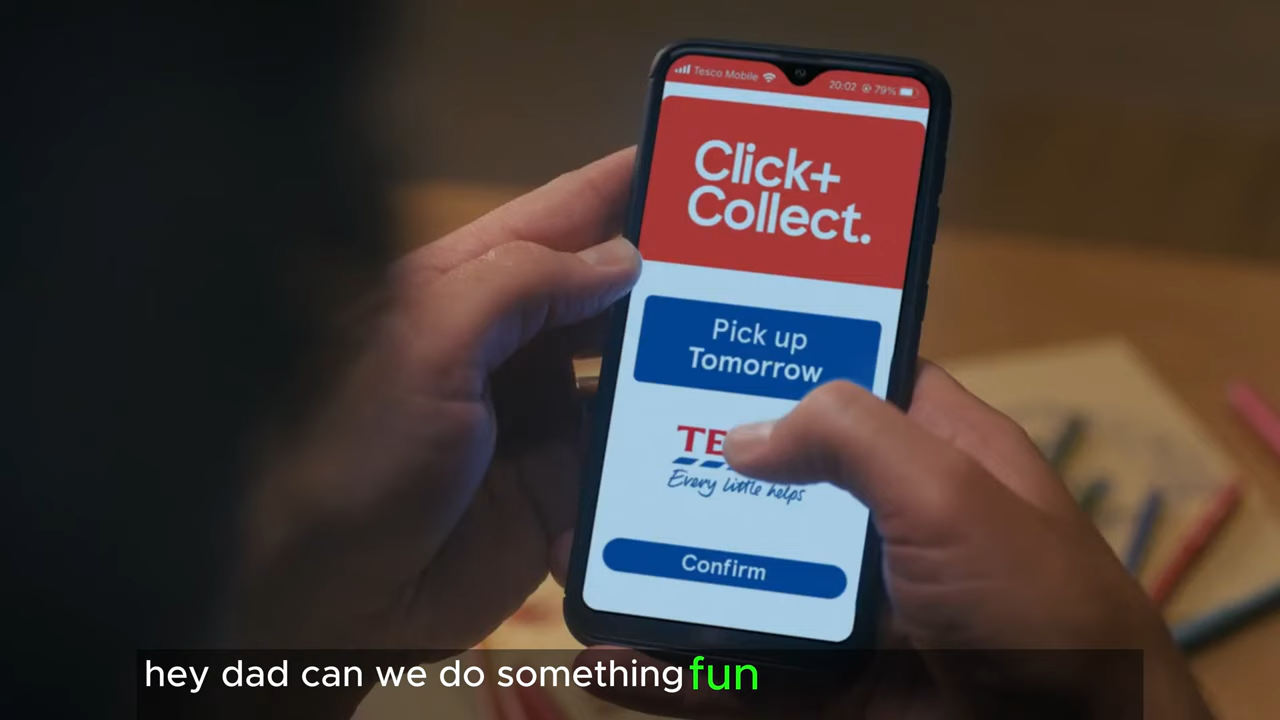 Tesco Mobile 20:02 79%
Click+
Collect.
Pick up
Tomorrow
Every little helps
Confirm
hey dad can we do something fun